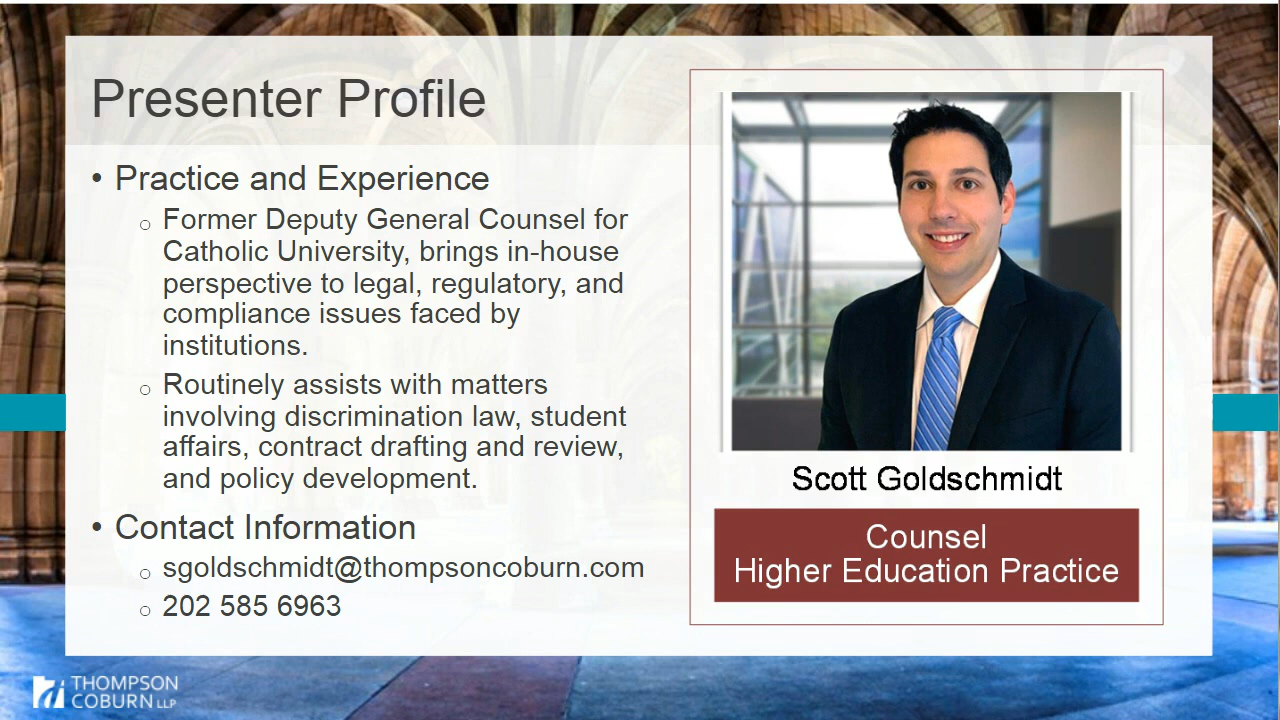 Presenter Profile
• Practice and Experience
o Former Deputy General Counsel for
Catholic University, brings in-house
perspective to legal, regulatory, and
compliance issues faced by
institutions.
o Routinely assists with matters
involving discrimination law, student
affairs, contract drafting and review,
and policy development.
• Contact Information
o sgoldschmidt@thompsoncoburn.com
o 202 585 6963
Scott Goldschmidt
Counsel
Higher Education Practice
THOMPSON
COBURN LLP